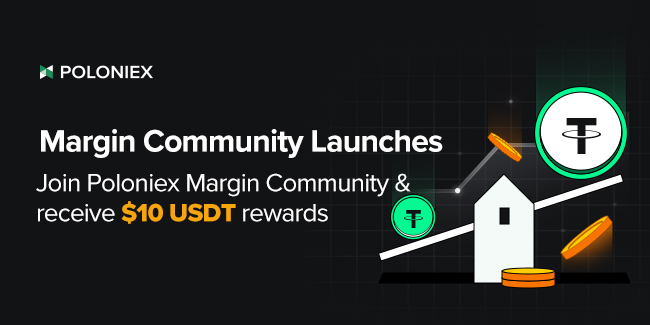 POLONIEX
Margin Community Launches
Join Poloniex Margin Community &
receive $10 USDT rewards